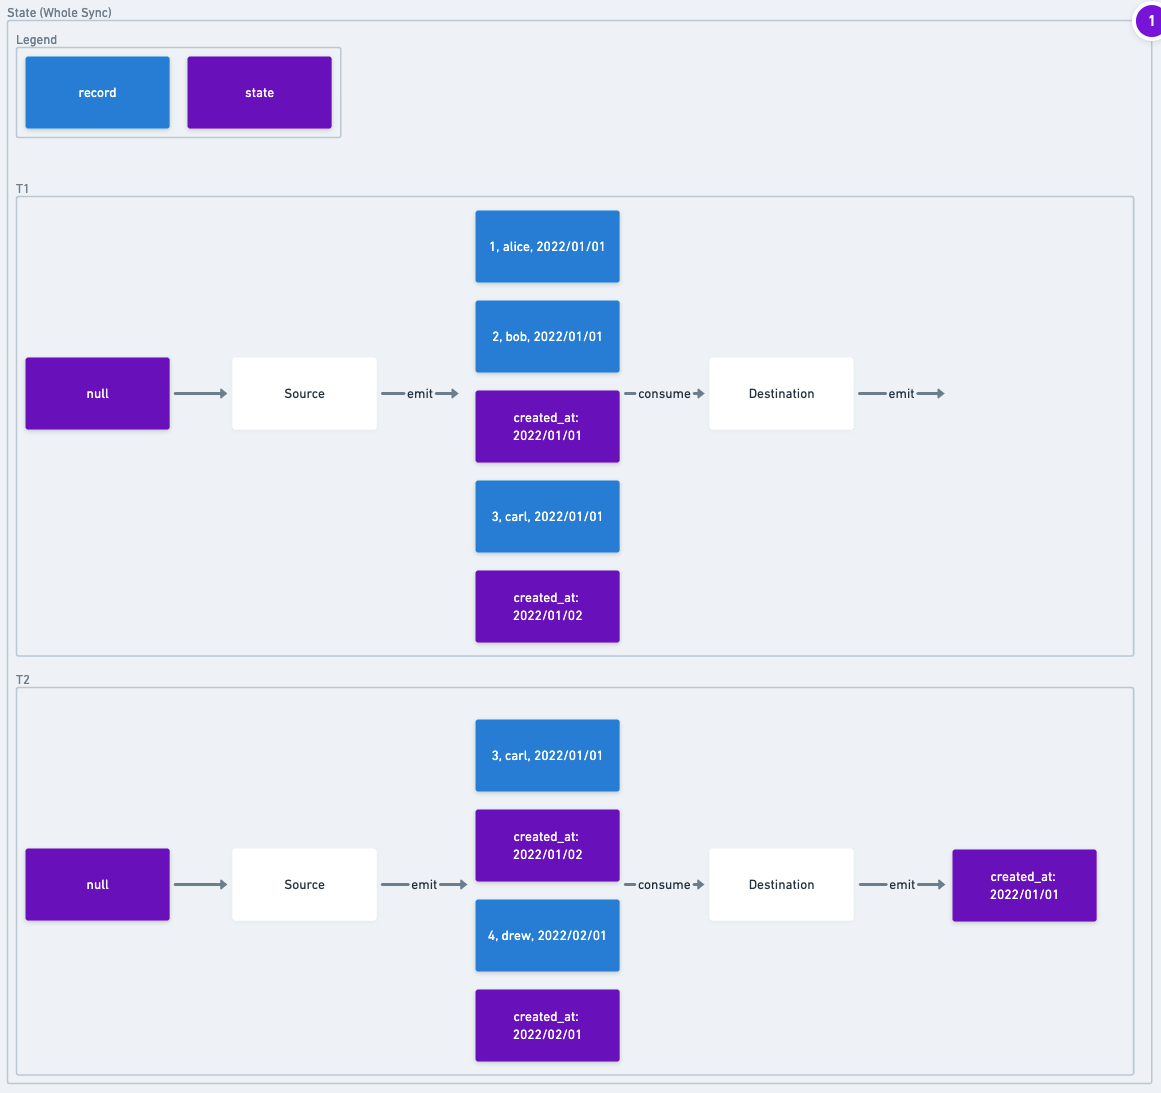 State (Whole Sync)
1
Legend
record
state
T1
1, alice, 2022/01/01
2, bob, 2022/01/01
null
Source
emit
created_at:
2022/01/01
consume
Destination
emit
3, carl, 2022/01/01
created_at:
2022/01/02
T2
3, carl, 2022/01/01
created_at:
2022/01/02
null
Source
emit
consume
Destination
emit
created_at:
2022/01/01
4, drew, 2022/02/01
created_at:
2022/02/01